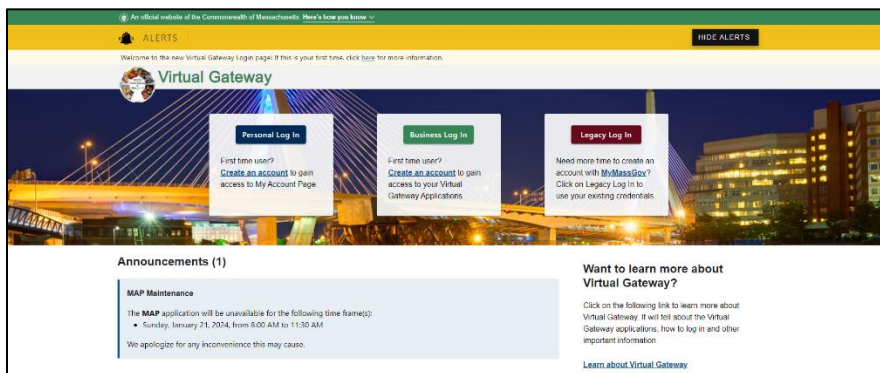 An official website of the Commonwealth of Massachusetts. Here's how you know
ALERTS
HIDE ALERTS
Welcome to the new Virtual Gateway Login page! If this is your first time, click here for more information.
Virtual Gateway
Personal Log In
First time user?
Create an account to gain
access to My Account Page.
Business Log In
First time user?
Create an account to gain
access to your Virtual
Gateway Applications.
Legacy Log In
Need more time to create an
account with MyMassGov?
Click on Legacy Log In to
use your existing credentials.
Announcements (1)
MAP Maintenance
The MAP application will be unavailable for the following time frame(s):
• Sunday, January 21, 2024, from 8:00 AM to 11:30 AM
We apologize for any inconvenience this may cause.
Want to learn more about
Virtual Gateway?
Click on the following link to learn more about
Virtual Gateway. It will tell about the Virtual
Gateway applications, how to log in and other
important information.
Learn about Virtual Gateway